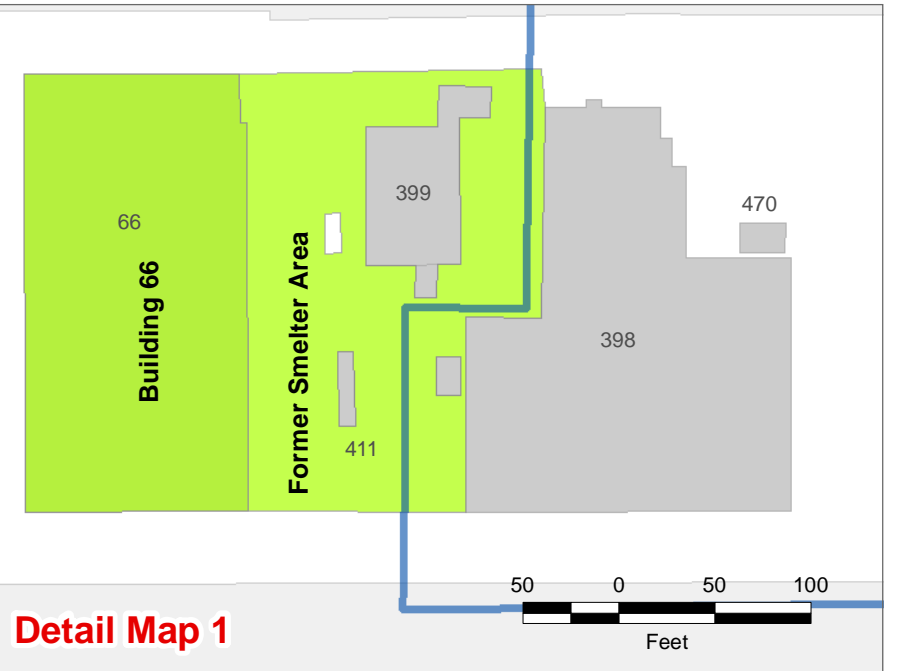 66
Building 66
Former Smelter Area
399
411
470
398
50 0 50 100
Feet
Detail Map 1